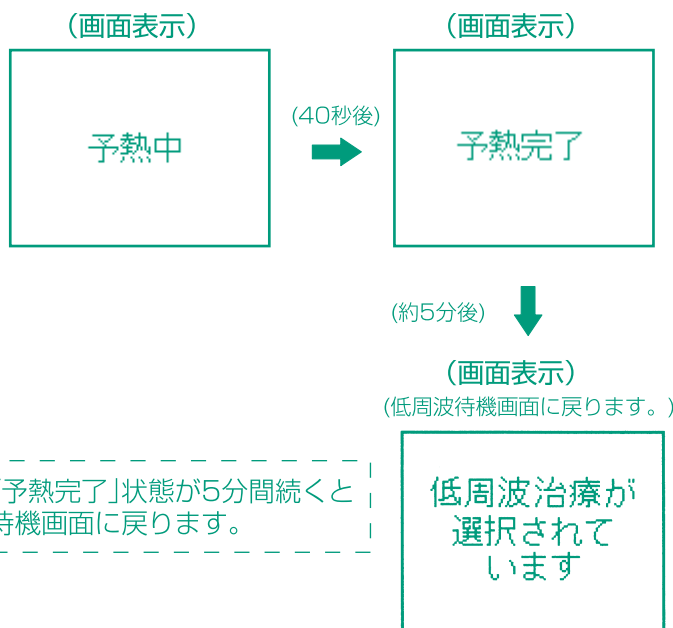 (画面表示)
予熱中
(40秒後)
(画面表示)
予熱完了
(約5分後)
(画面表示)
(低周波待機画面に戻ります。)
「予熱完了」状態が5分間続くと
待機画面に戻ります。
低周波治療が
選択されて
います